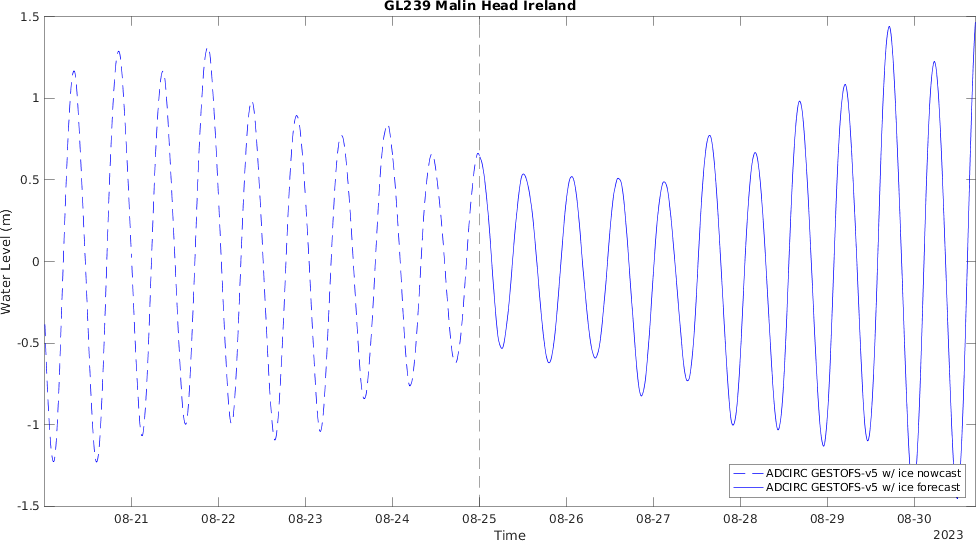 GL239 Malin Head Ireland
1.5
1
0.5
0
-0.5
-1
-1.5
Water Level (m)
ADCIRC GESTOFS-v5 w/ ice nowcast
ADCIRC GESTOFS-v5 w/ ice forecast
08-21 08-22 08-23 08-24 08-25 08-26 08-27 08-28 08-29 08-30
Time
2023